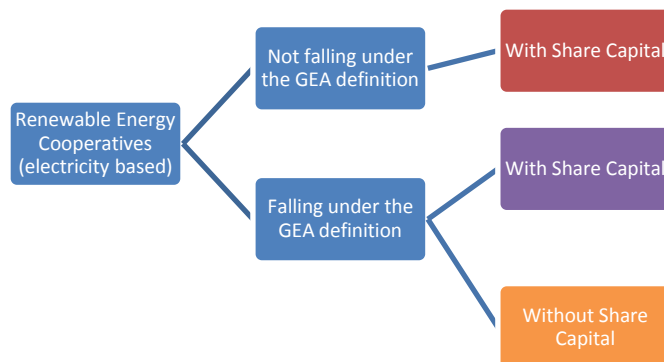 Renewable Energy
Cooperatives
(electricity based)
Not falling under
the GEA definition
With Share Capital
Falling under the
GEA definition
With Share Capital
Without Share
Capital